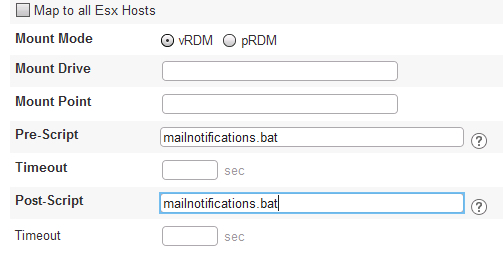 Map to all Esx Hosts
Mount Mode vRDM pRDM
Mount Drive
Mount Point
Pre-Script mailnotifications.bat ?
Timeout sec
Post-Script mailnotifications.bat ?
Timeout sec